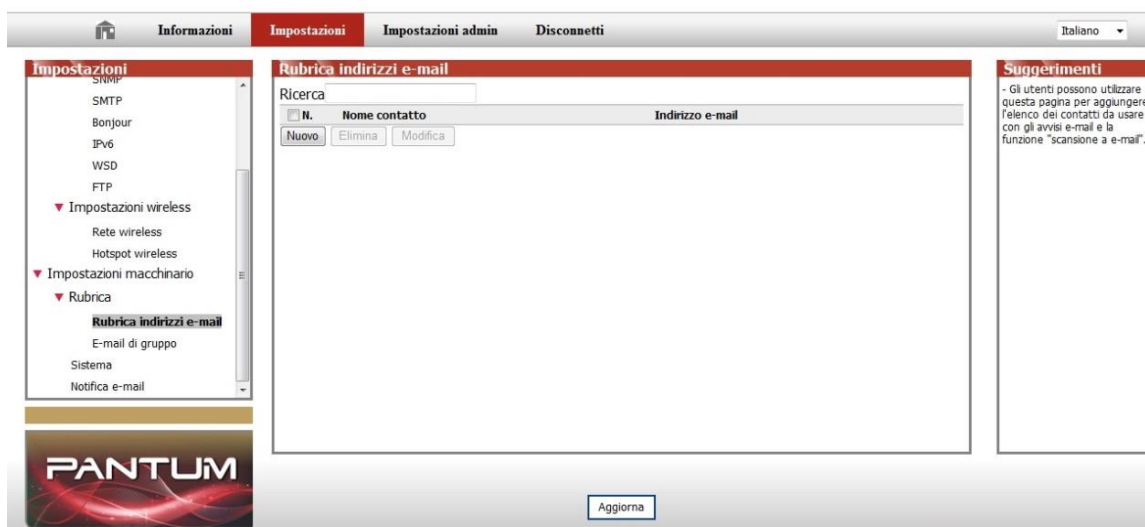 Informazioni Impostazioni Impostazioni admin Disconnetti Italiano
Impostazioni
SNMP
SMTP
Bonjour
IPv6
WSD
FTP
Impostazioni wireless
Rete wireless
Hotspot wireless
Impostazioni macchinario
Rubrica
Rubrica indirizzi e-mail
E-mail di gruppo
Sistema
Notifica e-mail
PANTUM
Rubrica indirizzi e-mail
Ricerca
N. Nome contatto Indirizzo e-mail
Nuovo Elimina Modifica
Aggiorna
Suggerimenti
- Gli utenti possono utilizzare
questa pagina per aggiungere
l'elenco dei contatti da usare
con gli avvisi e-mail e la
funzione "scansione a e-mail".